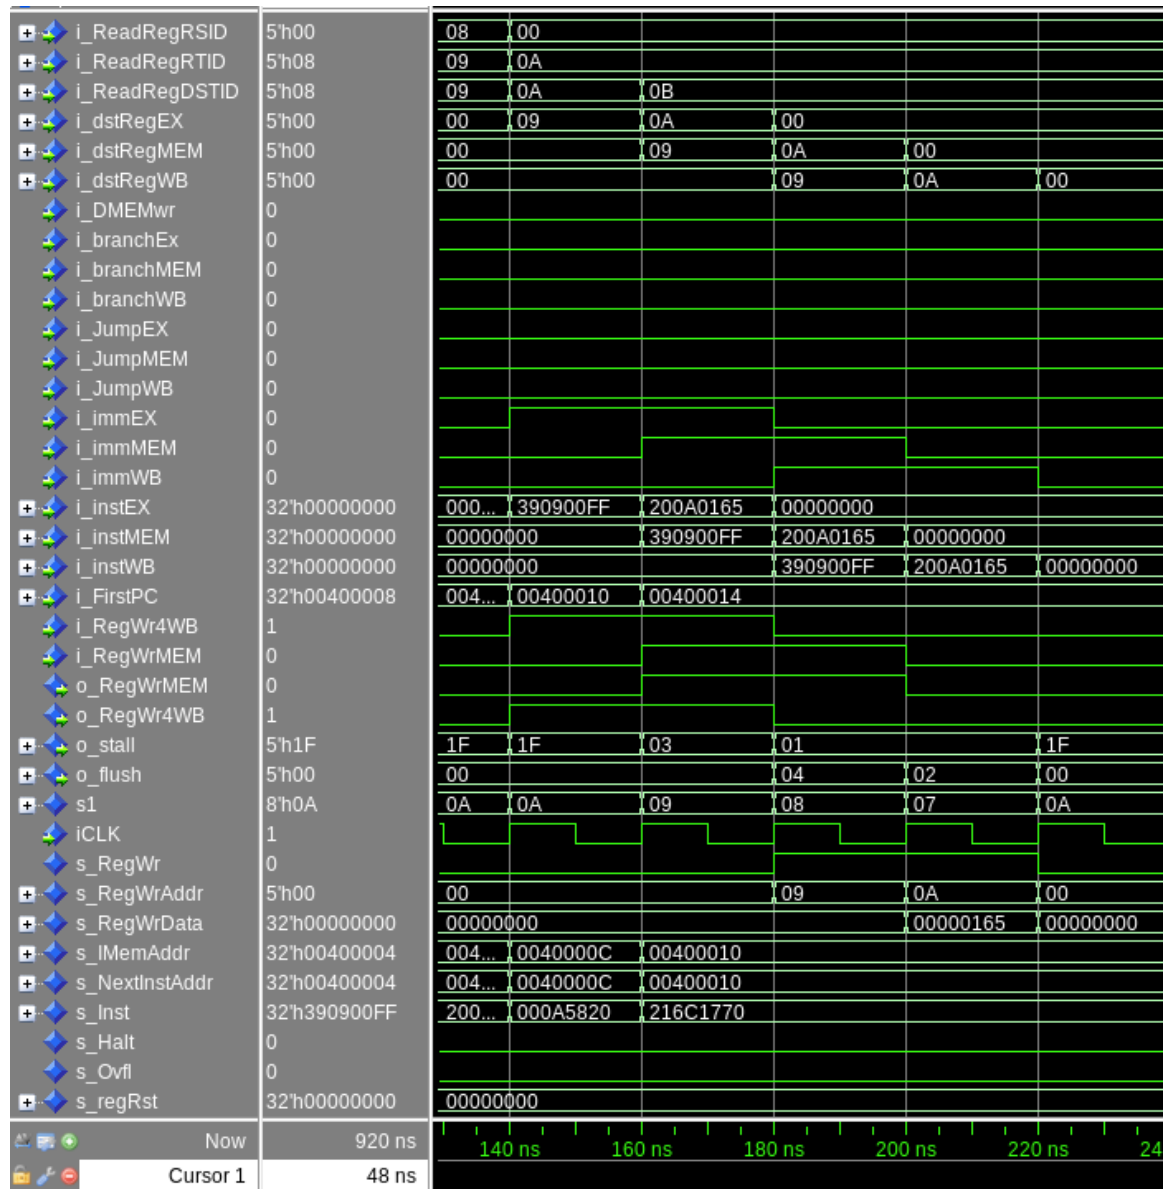 i_ReadRegRSID 5'h00 08 00
i_ReadRegRTID 5'h08 09 0A
i_ReadRegDSTID 5'h08 09 0A 0B
i_dstRegEX 5'h00 00 09 0A 00
i_dstRegMEM 5'h00 00 09 0A 00
i_dstRegWB 5'h00 00 09 0A 00
i_DMEMwr 0
i_branchEx 0
i_branchMEM 0
i_branchWB 0
i_JumpEX 0
i_JumpMEM 0
i_JumpWB 0
i_immEX 0
i_immMEM 0
i_immWB 0
i_instEX 32'h00000000 000... 390900FF 200A0165 00000000
i_instMEM 32'h00000000 00000000 390900FF 200A0165 00000000
i_instWB 32'h00000000 00000000 390900FF 200A0165 00000000
i_FirstPC 32'h00400008 004... 00400010 00400014
i_RegWr4WB 1
i_RegWrMEM 0
o_RegWrMEM 0
o_RegWr4WB 1
o_stall 5'h1F 1F 1F 03 01 1F
o_flush 5'h00 00 04 02 00
s1 8'h0A 0A 0A 09 08 07 0A
iCLK 1
s_RegWr 0
s_RegWrAddr 5'h00 00 09 0A 00
s_RegWrData 32'h00000000 00000000 00000165 00000000
s_IMemAddr 32'h00400004 004... 0040000C 00400010
s_NextInstAddr 32'h00400004 004... 0040000C 00400010
s_Inst 32'h390900FF 200... 000A5820 216C1770
s_Halt 0
s_Ovfl 0
s_regRst 32'h00000000 00000000
Now 920 ns 140 ns 160 ns 180 ns 200 ns 220 ns 24
Cursor 1 48 ns